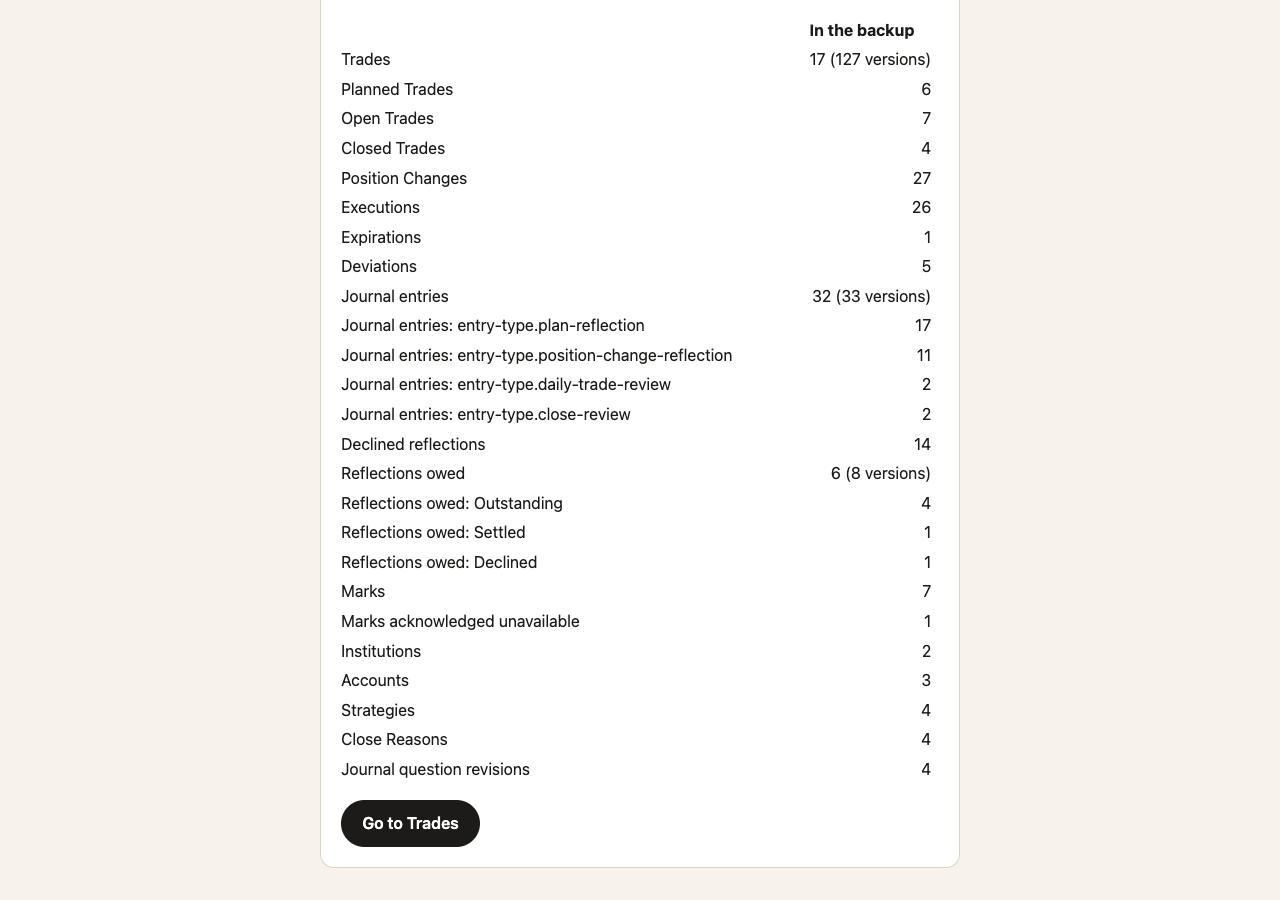 In the backup
Trades 17 (127 versions)
Planned Trades 6
Open Trades 7
Closed Trades 4
Position Changes 27
Executions 26
Expirations 1
Deviations 5
Journal entries 32 (33 versions)
Journal entries: entry-type.plan-reflection 17
Journal entries: entry-type.position-change-reflection 11
Journal entries: entry-type.daily-trade-review 2
Journal entries: entry-type.close-review 2
Declined reflections 14
Reflections owed 6 (8 versions)
Reflections owed: Outstanding 4
Reflections owed: Settled 1
Reflections owed: Declined 1
Marks 7
Marks acknowledged unavailable 1
Institutions 2
Accounts 3
Strategies 4
Close Reasons 4
Journal question revisions 4
Go to Trades